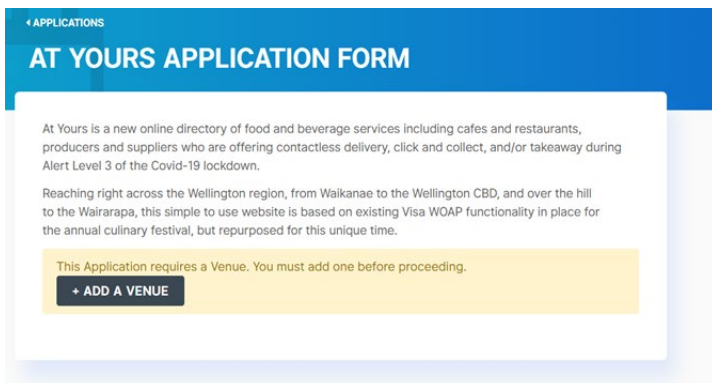 APPLICATIONS
AT YOURS APPLICATION FORM
At Yours is a new online directory of food and beverage services including cafes and restaurants,
producers and suppliers who are offering contactless delivery, click and collect, and/or takeaway during
Alert Level 3 of the Covid-19 lockdown.
Reaching right across the Wellington region, from Waikanae to the Wellington CBD, and over the hill
to the Wairarapa, this simple to use website is based on existing Visa WOAP functionality in place for
the annual culinary festival, but repurposed for this unique time.
This Application requires a Venue. You must add one before proceeding.
+ ADD A VENUE